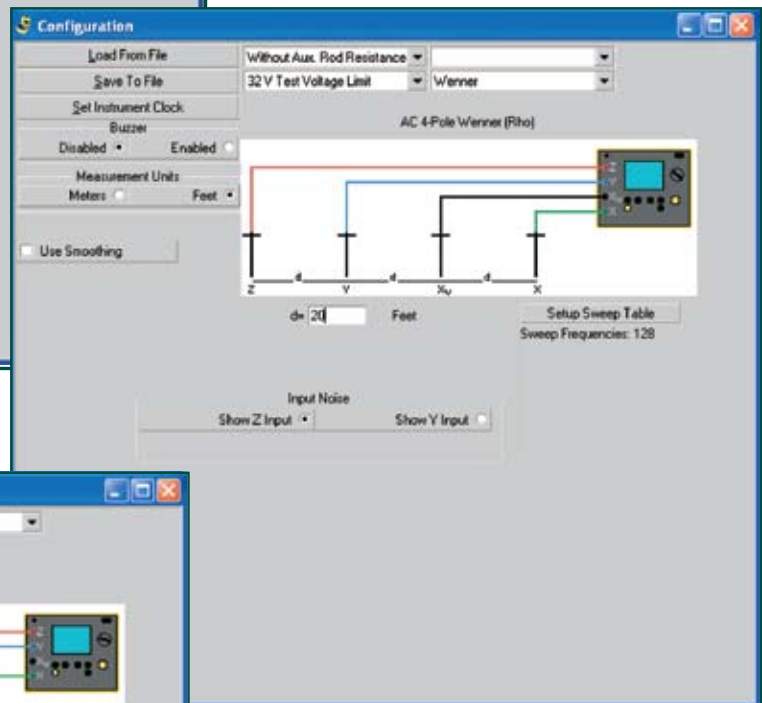 Configuration
Load From File
Without Aux. Rod Resistance
Save To File
32 V Test Voltage Limit
Wenner
Set Instrument Clock
Buzzer
AC 4-Pole Wenner (Rho)
Disabled
Enabled
Measurement Units
Meters
Feet
Z
Y
Xv
X
Use Smoothing
d
d
d
Z
Y
Xv
X
d= 20
Feet
Setup Sweep Table
Sweep Frequencies: 128
Input Noise
Show Z Input
Show Y Input
Z
Y
Xv
X